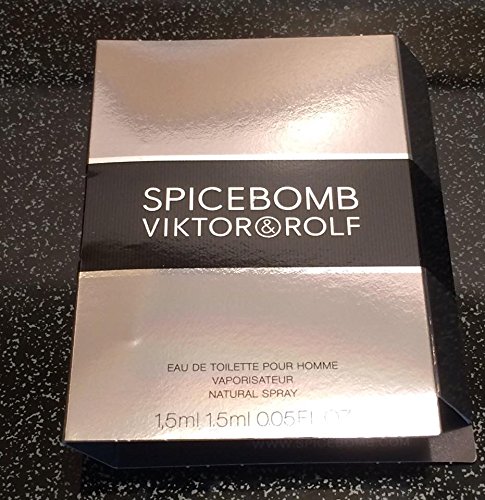 SPICEBOMB
VIKTOR&ROLF
EAU DE TOILETTE POUR HOMME
VAPORISATEUR
NATURAL SPRAY
1,5ml 1.5ml 0.05FL.OZ